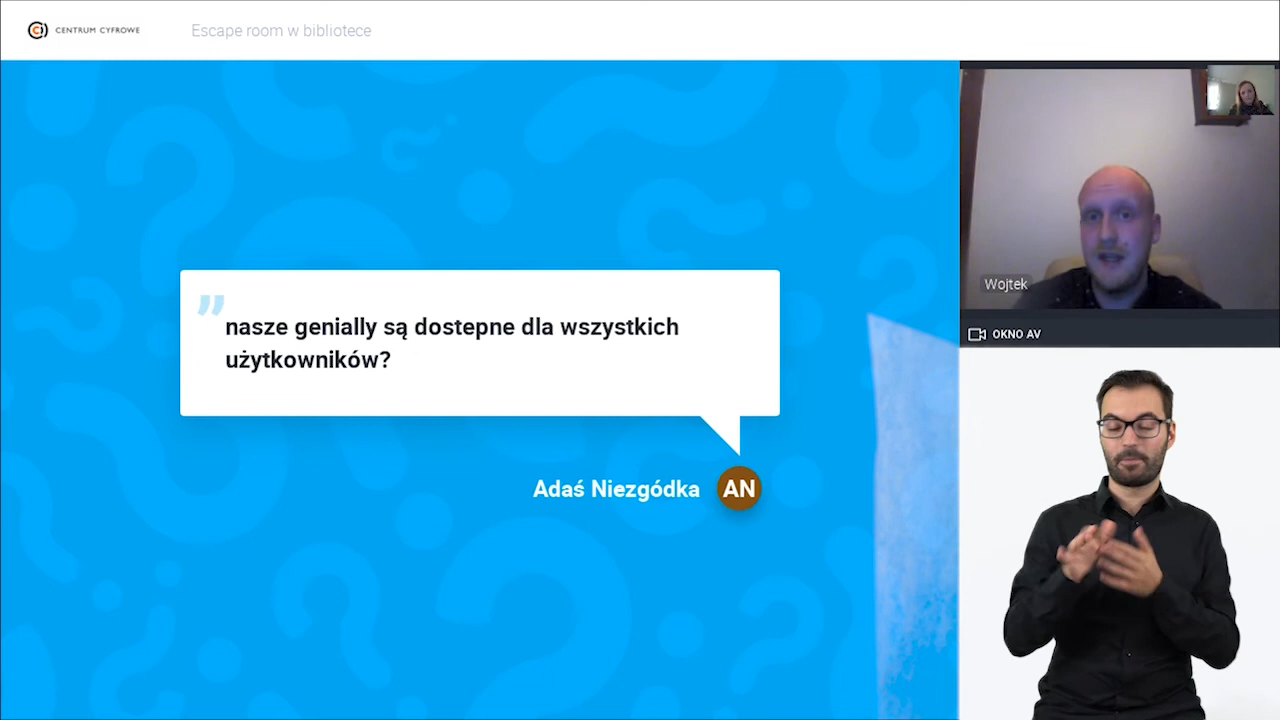 CENTRUM CYFROWE
Escape room w bibliotece
nasze genially są dostepne dla wszystkich
użytkowników?
Adaś Niezgódka
AN
Wojtek
OKNO AV